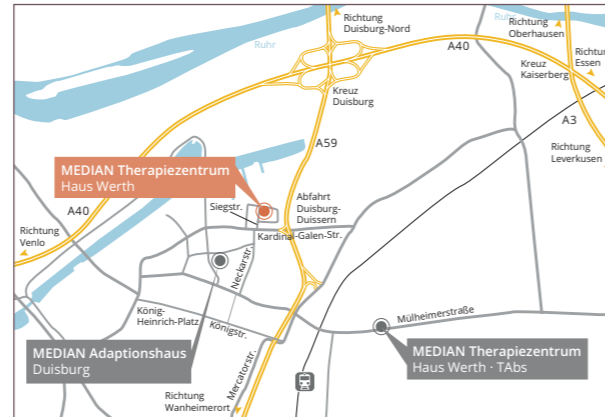 Richtung
Duisburg-Nord
Ruhr
Ruhr
Richtung
Oberhausen
A40
Kreuz
Kaiserberg
Richtung
Essen
Kreuz
Duisburg
A3
A59
Richtung
Leverkusen
MEDIAN Therapiezentrum
Haus Werth
Siegstr.
Abfahrt
Duisburg-
Duissern
A40
Kardinal-Galen-Str.
Richtung
Venlo
Neckarstr.
König-
Heinrich-Platz
Königstr.
Mülheimerstraße
MEDIAN Adaptionshaus
Duisburg
Mercatorstr.
MEDIAN Therapiezentrum
Haus Werth · TAbs
Richtung
Wanheimerort